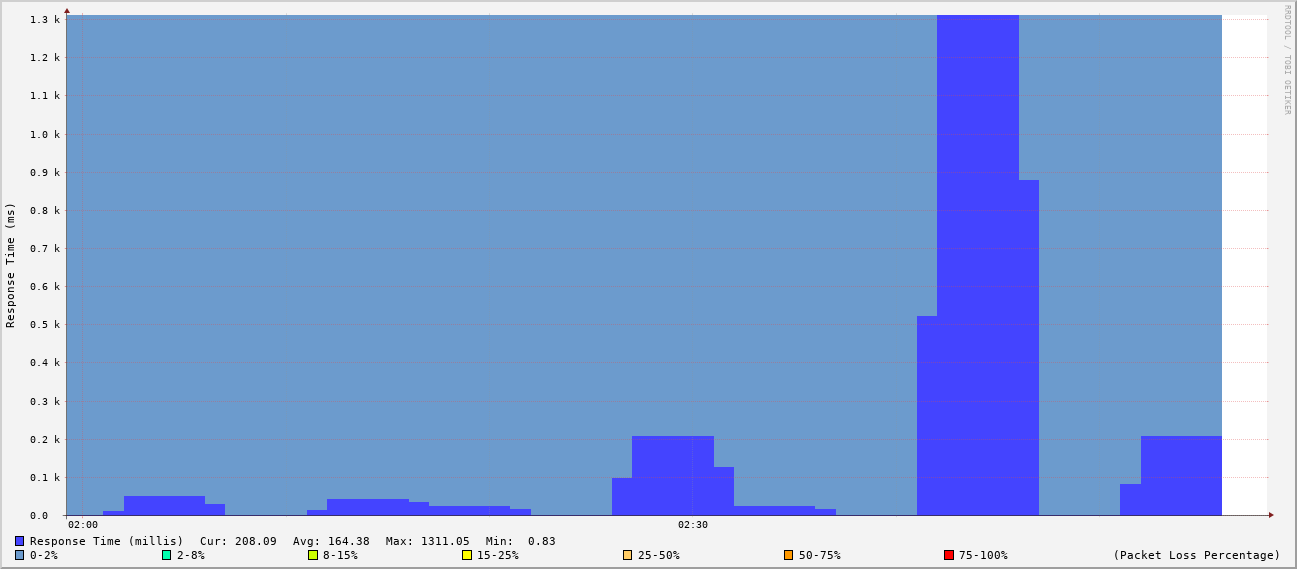 RRDTOOL / TOBI OETIKER
Response Time (ms)
1.3 k
1.2 k
1.1 k
1.0 k
0.9 k
0.8 k
0.7 k
0.6 k
0.5 k
0.4 k
0.3 k
0.2 k
0.1 k
0.0
02:00 02:30
Response Time (millis) Cur: 208.09 Avg: 164.38 Max: 1311.05 Min: 0.83
0-2% 2-8% 8-15% 15-25% 25-50% 50-75% 75-100% (Packet Loss Percentage)